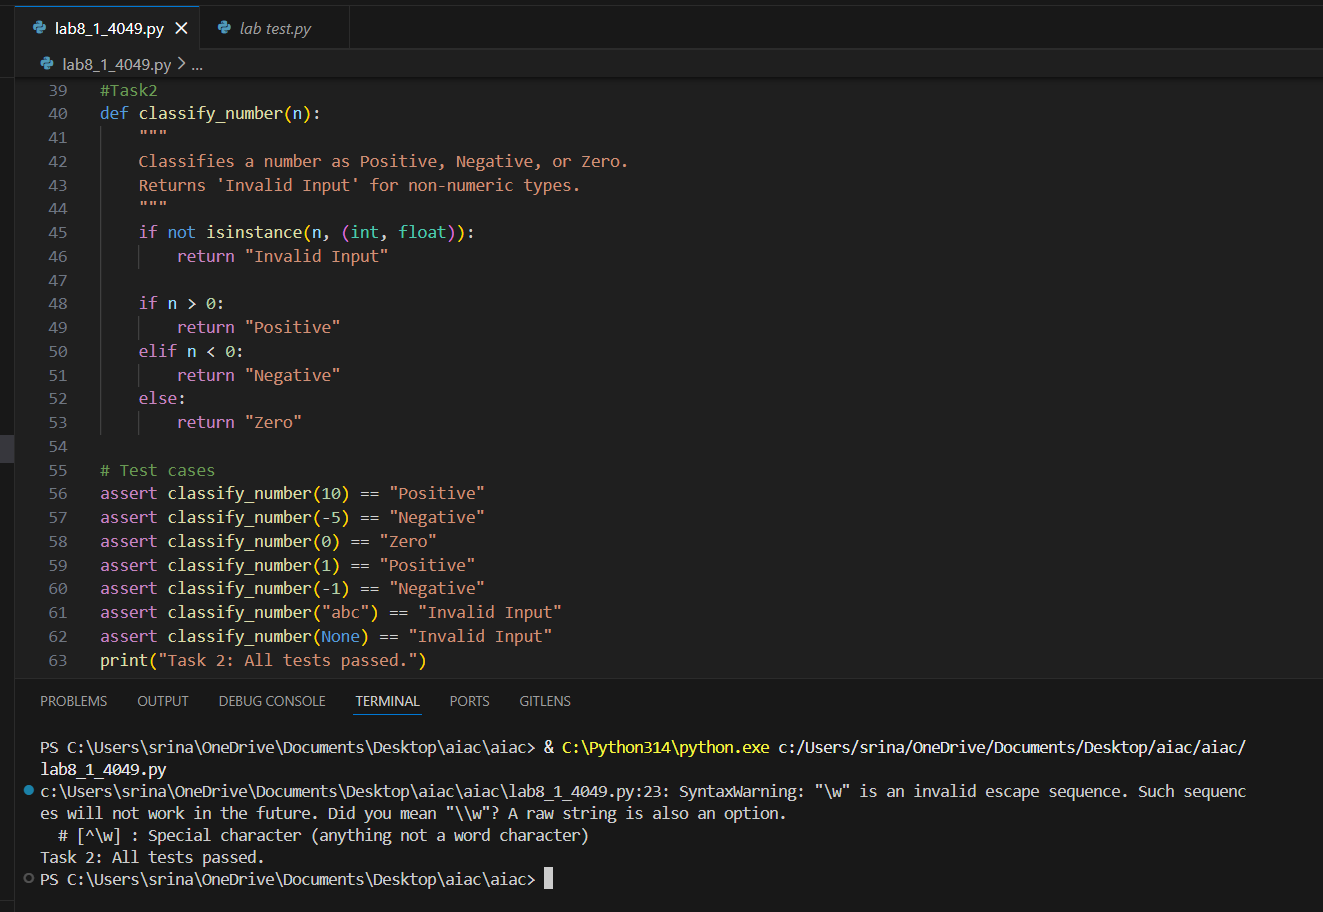 lab8_1_4049.py
lab test.py
lab8_1_4049.py > ...
39 #Task2
40 def classify_number(n):
41     """
42     Classifies a number as Positive, Negative, or Zero.
43     Returns 'Invalid Input' for non-numeric types.
44     """
45     if not isinstance(n, (int, float)):
46         return "Invalid Input"
47
48     if n > 0:
49         return "Positive"
50     elif n < 0:
51         return "Negative"
52     else:
53         return "Zero"
54
55 # Test cases
56 assert classify_number(10) == "Positive"
57 assert classify_number(-5) == "Negative"
58 assert classify_number(0) == "Zero"
59 assert classify_number(1) == "Positive"
60 assert classify_number(-1) == "Negative"
61 assert classify_number("abc") == "Invalid Input"
62 assert classify_number(None) == "Invalid Input"
63 print("Task 2: All tests passed.")
PROBLEMS OUTPUT DEBUG CONSOLE TERMINAL PORTS GITLENS
PS C:\Users\srina\OneDrive\Documents\Desktop\aiac\aiac> & C:\Python314\python.exe c:/Users/srina/OneDrive/Documents/Desktop/aiac/aiac/
lab8_1_4049.py
c:\Users\srina\OneDrive\Documents\Desktop\aiac\aiac\lab8_1_4049.py:23: SyntaxWarning: "\w" is an invalid escape sequence. Such sequenc
es will not work in the future. Did you mean "\\w"? A raw string is also an option.
  # [^\w] : Special character (anything not a word character)
Task 2: All tests passed.
PS C:\Users\srina\OneDrive\Documents\Desktop\aiac\aiac>